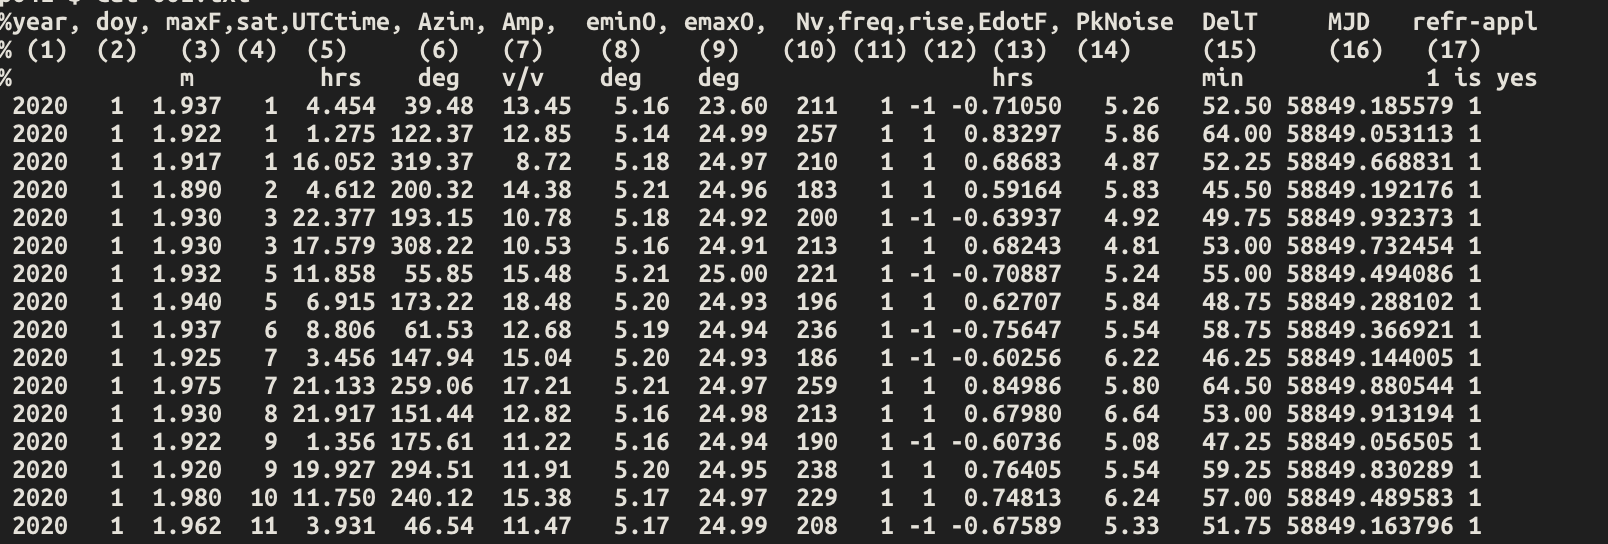 %year, doy, maxF,sat,UTCtime, Azim, Amp,  eminO, emaxO,  Nv,freq,rise,EdotF, PkNoise  DelT     MJD   refr-appl
% (1)  (2)   (3) (4)  (5)     (6)   (7)    (8)    (9)   (10) (11) (12) (13)  (14)     (15)     (16)   (17)
%            m         hrs    deg   v/v    deg    deg                  hrs            min             1 is yes
2020   1  1.937   1  4.454  39.48  13.45   5.16  23.60  211   1 -1 -0.71050   5.26   52.50 58849.185579 1
2020   1  1.922   1  1.275 122.37  12.85   5.14  24.99  257   1  1  0.83297   5.86   64.00 58849.053113 1
2020   1  1.917   1 16.052 319.37   8.72   5.18  24.97  210   1  1  0.68683   4.87   52.25 58849.668831 1
2020   1  1.890   2  4.612 200.32  14.38   5.21  24.96  183   1  1  0.59164   5.83   45.50 58849.192176 1
2020   1  1.930   3 22.377 193.15  10.78   5.18  24.92  200   1 -1 -0.63937   4.92   49.75 58849.932373 1
2020   1  1.930   3 17.579 308.22  10.53   5.16  24.91  213   1  1  0.68243   4.81   53.00 58849.732454 1
2020   1  1.932   5 11.858  55.85  15.48   5.21  25.00  221   1 -1 -0.70887   5.24   55.00 58849.494086 1
2020   1  1.940   5  6.915 173.22  18.48   5.20  24.93  196   1  1  0.62707   5.84   48.75 58849.288102 1
2020   1  1.937   6  8.806  61.53  12.68   5.19  24.94  236   1 -1 -0.75647   5.54   58.75 58849.366921 1
2020   1  1.925   7  3.456 147.94  15.04   5.20  24.93  186   1 -1 -0.60256   6.22   46.25 58849.144005 1
2020   1  1.975   7 21.133 259.06  17.21   5.21  24.97  259   1  1  0.84986   5.80   64.50 58849.880544 1
2020   1  1.930   8 21.917 151.44  12.82   5.16  24.98  213   1  1  0.67980   6.64   53.00 58849.913194 1
2020   1  1.922   9  1.356 175.61  11.22   5.16  24.94  190   1 -1 -0.60736   5.08   47.25 58849.056505 1
2020   1  1.920   9 19.927 294.51  11.91   5.20  24.95  238   1  1  0.76405   5.54   59.25 58849.830289 1
2020   1  1.980  10 11.750 240.12  15.38   5.17  24.97  229   1  1  0.74813   6.24   57.00 58849.489583 1
2020   1  1.962  11  3.931  46.54  11.47   5.17  24.99  208   1 -1 -0.67589   5.33   51.75 58849.163796 1